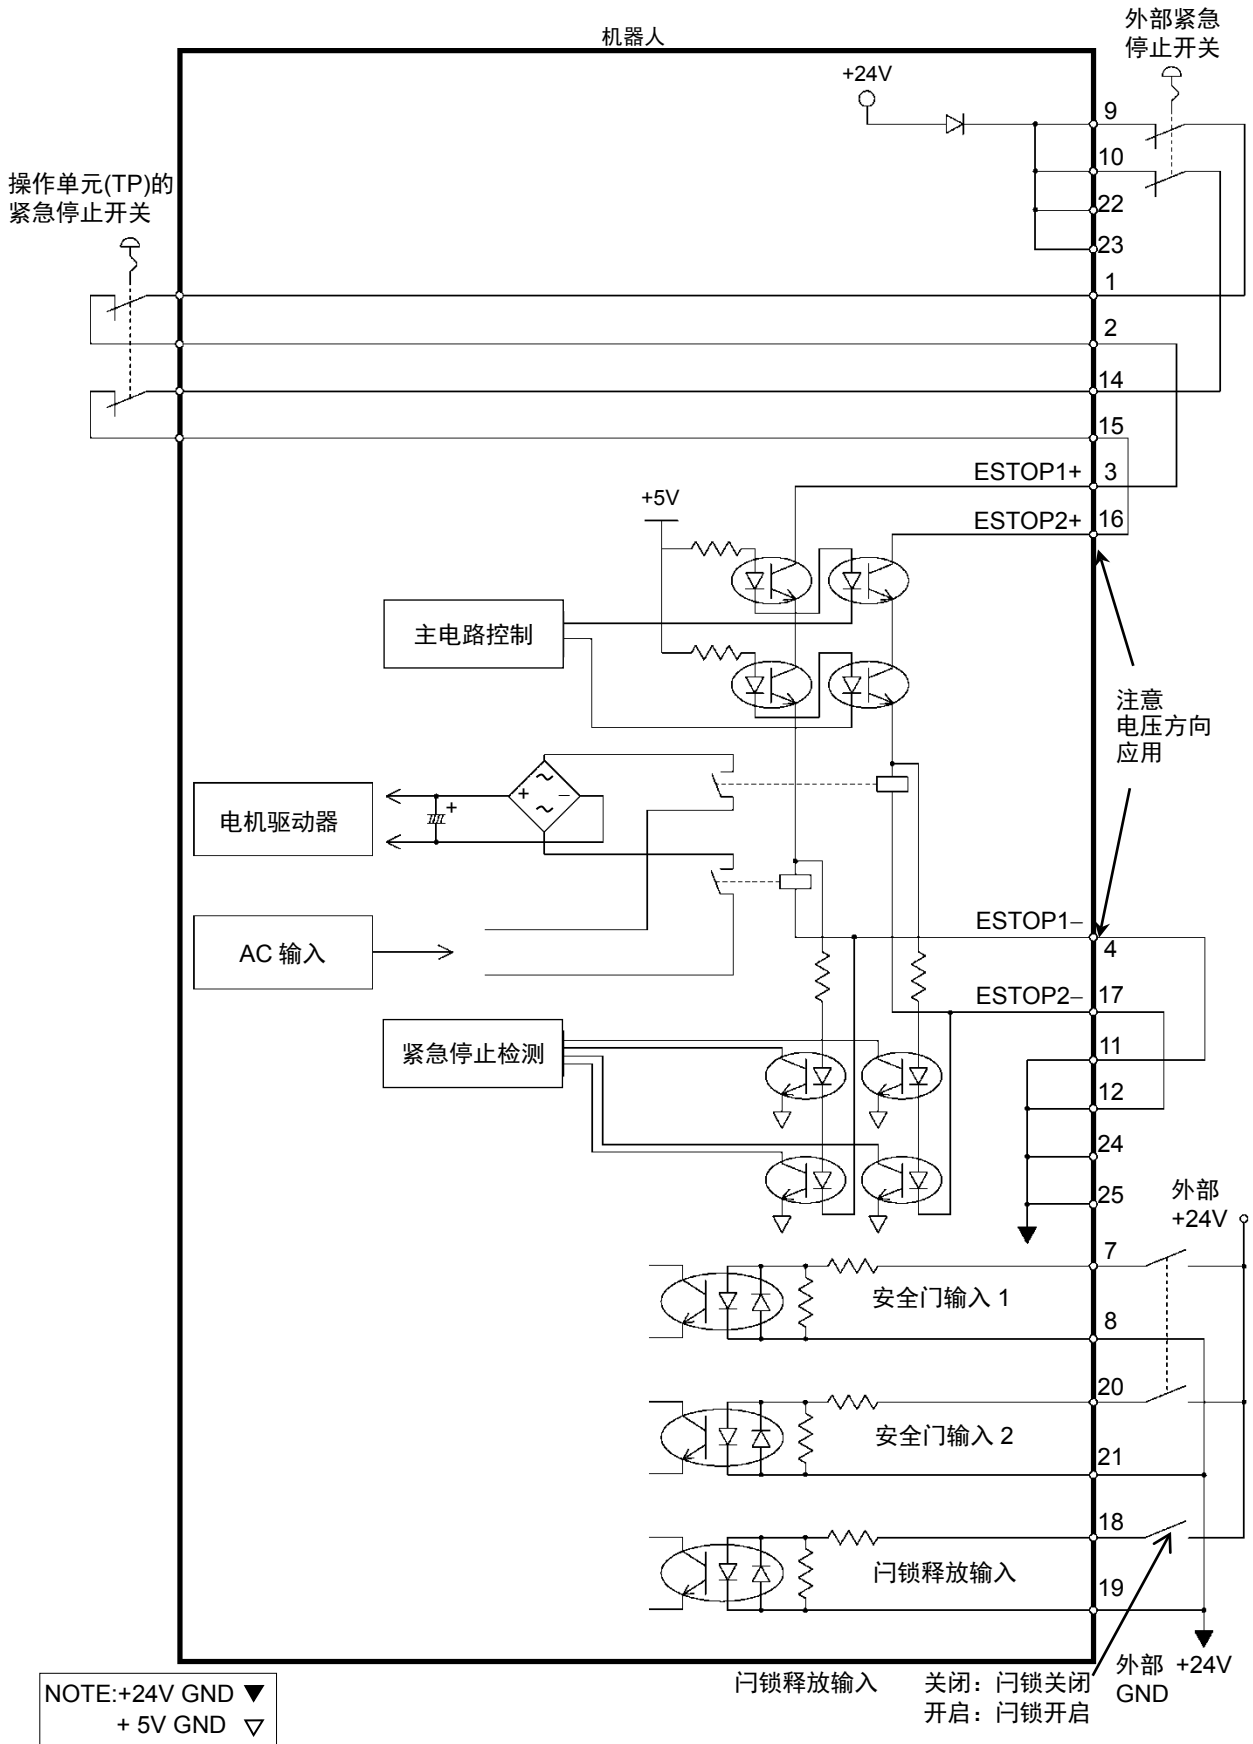 机器人
外部紧急
停止开关
+24V
9
10
22
23
操作单元(TP)的
紧急停止开关
1
2
14
15
ESTOP1+ 3
ESTOP2+ 16
+5V
主电路控制
注意
电压方向
应用
电机驱动器
+
~
+ −
~
AC 输入
ESTOP1−
4
ESTOP2− 17
紧急停止检测
11
12
24
25
外部
+24V
7
安全门输入 1
8
20
安全门输入 2
21
18
闩锁释放输入
19
外部 +24V
GND
闩锁释放输入 关闭：闩锁关闭
开启：闩锁开启
NOTE:+24V GND ▼
+ 5V GND ▽